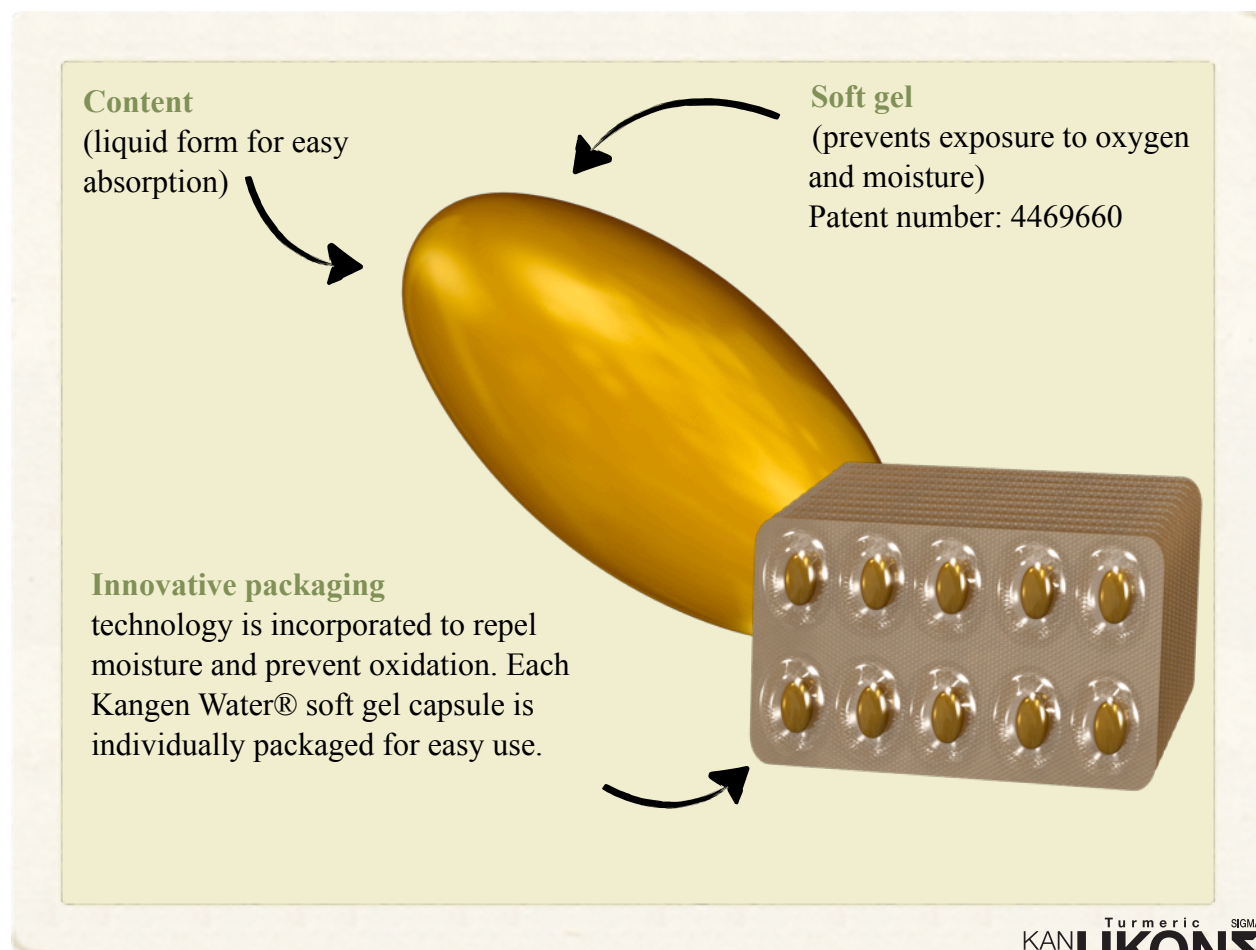 Content
(liquid form for easy
absorption)
Soft gel
(prevents exposure to oxygen
and moisture)
Patent number: 4469660
Innovative packaging
technology is incorporated to repel
moisture and prevent oxidation. Each
Kangen Water® soft gel capsule is
individually packaged for easy use.
Turmeric